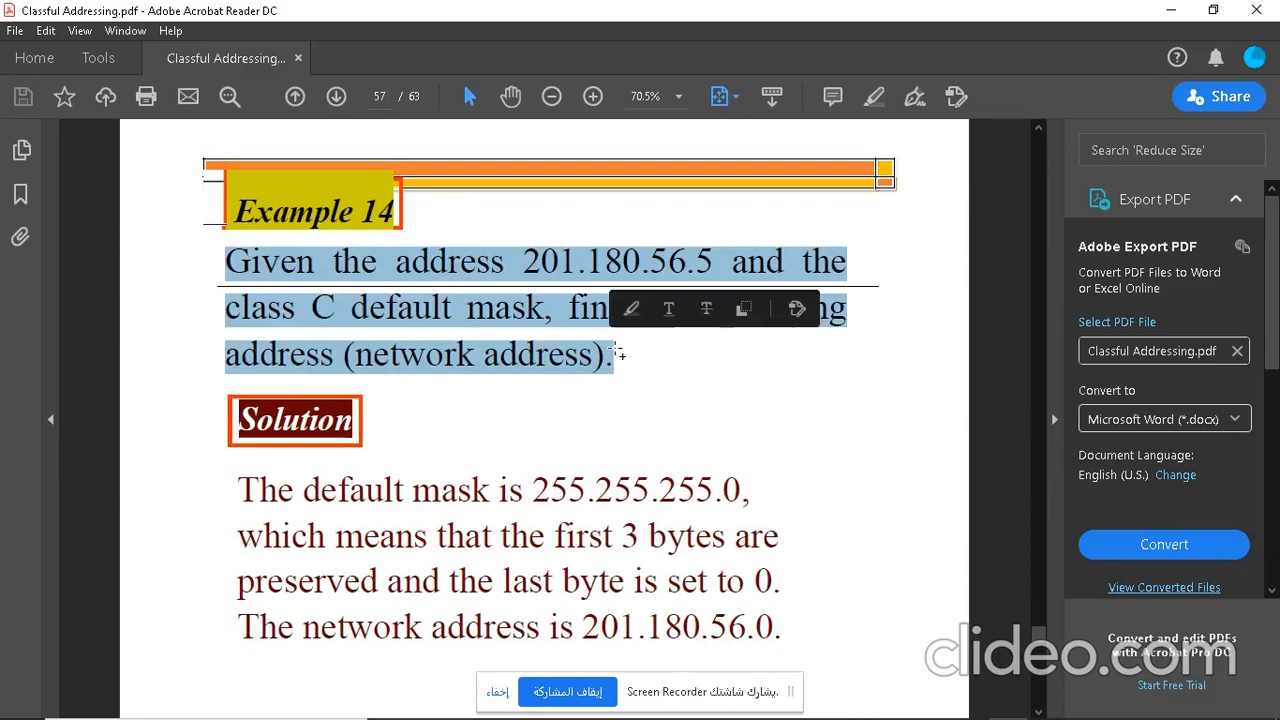 Classful Addressing.pdf - Adobe Acrobat Reader DC
File Edit View Window Help
Home Tools Classful Addressing... ×
57 / 63 70.5% Share
Search 'Reduce Size'
Export PDF
Adobe Export PDF
Convert PDF Files to Word
or Excel Online
Select PDF File
Classful Addressing.pdf
Convert to
Microsoft Word (*.docx)
Document Language:
English (U.S.) Change
Convert
View Converted Files
Convert and edit PDFs
with Acrobat Pro DC
Start Free Trial
Example 14
Given the address 201.180.56.5 and the
class C default mask, fin ng
address (network address).
Solution
The default mask is 255.255.255.0,
which means that the first 3 bytes are
preserved and the last byte is set to 0.
The network address is 201.180.56.0.
clideo.com
يشارك شاشتك Screen Recorder. إيقاف المشاركة إخفاء